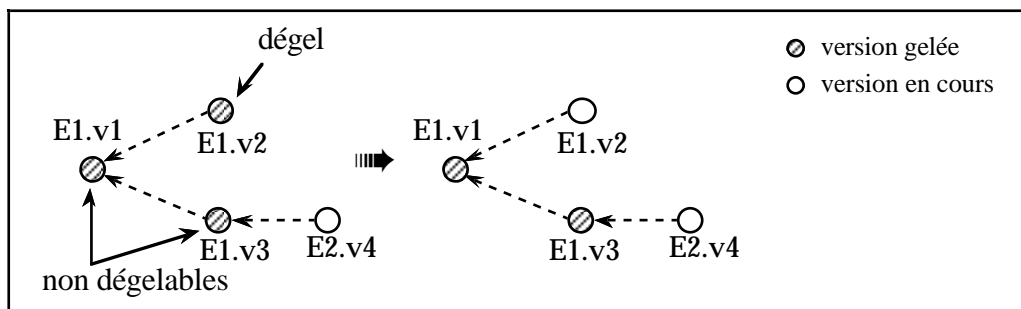 dégel
version gelée
version en cours
E1.v1
E1.v2
E1.v3
E2.v4
non dégelables
E1.v1
E1.v2
E1.v3
E2.v4